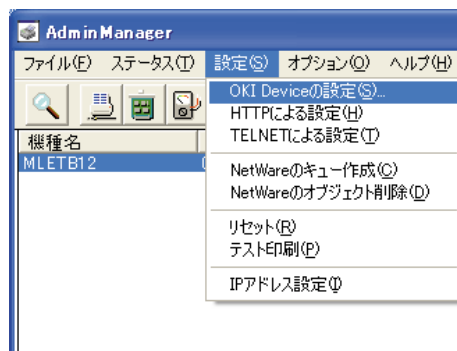 AdminManager
ファイル(F) ステータス(T) 設定(S) オプション(O) ヘルプ(H)
OKI Deviceの設定(S)...
HTTPによる設定(H)
TELNETによる設定(T)
NetWareのキュー作成(C)
NetWareのオブジェクト削除(D)
リセット(R)
テスト印刷(P)
IPアドレス設定(I)
機種名
MLETB12